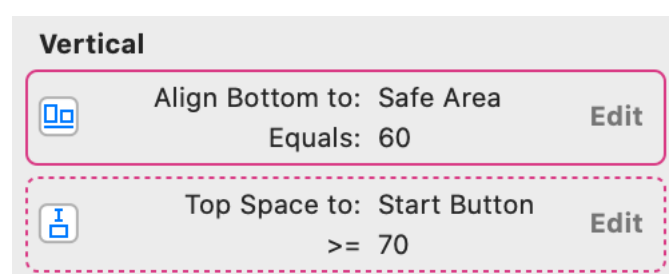 Vertical
Align Bottom to: Safe Area
Edit
Equals: 60
Top Space to: Start Button
Edit
>= 70